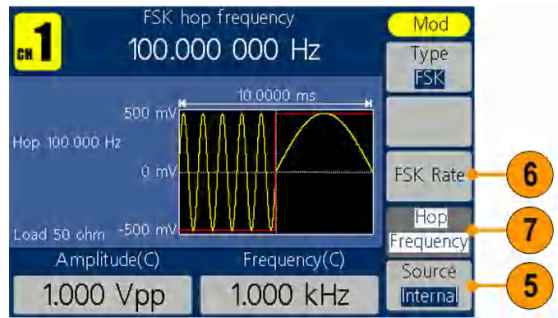 CH 1
FSK hop frequency
100.000 000 Hz
Mod
Type
FSK
10.0000 ms
500 mV
Hop 100.000 Hz
0 mV
Load 50 ohm
-500 mV
FSK Rate
6
Hop
Frequency
7
Source
Internal
5
Amplitude(C)
Frequency(C)
1.000 Vpp
1.000 kHz